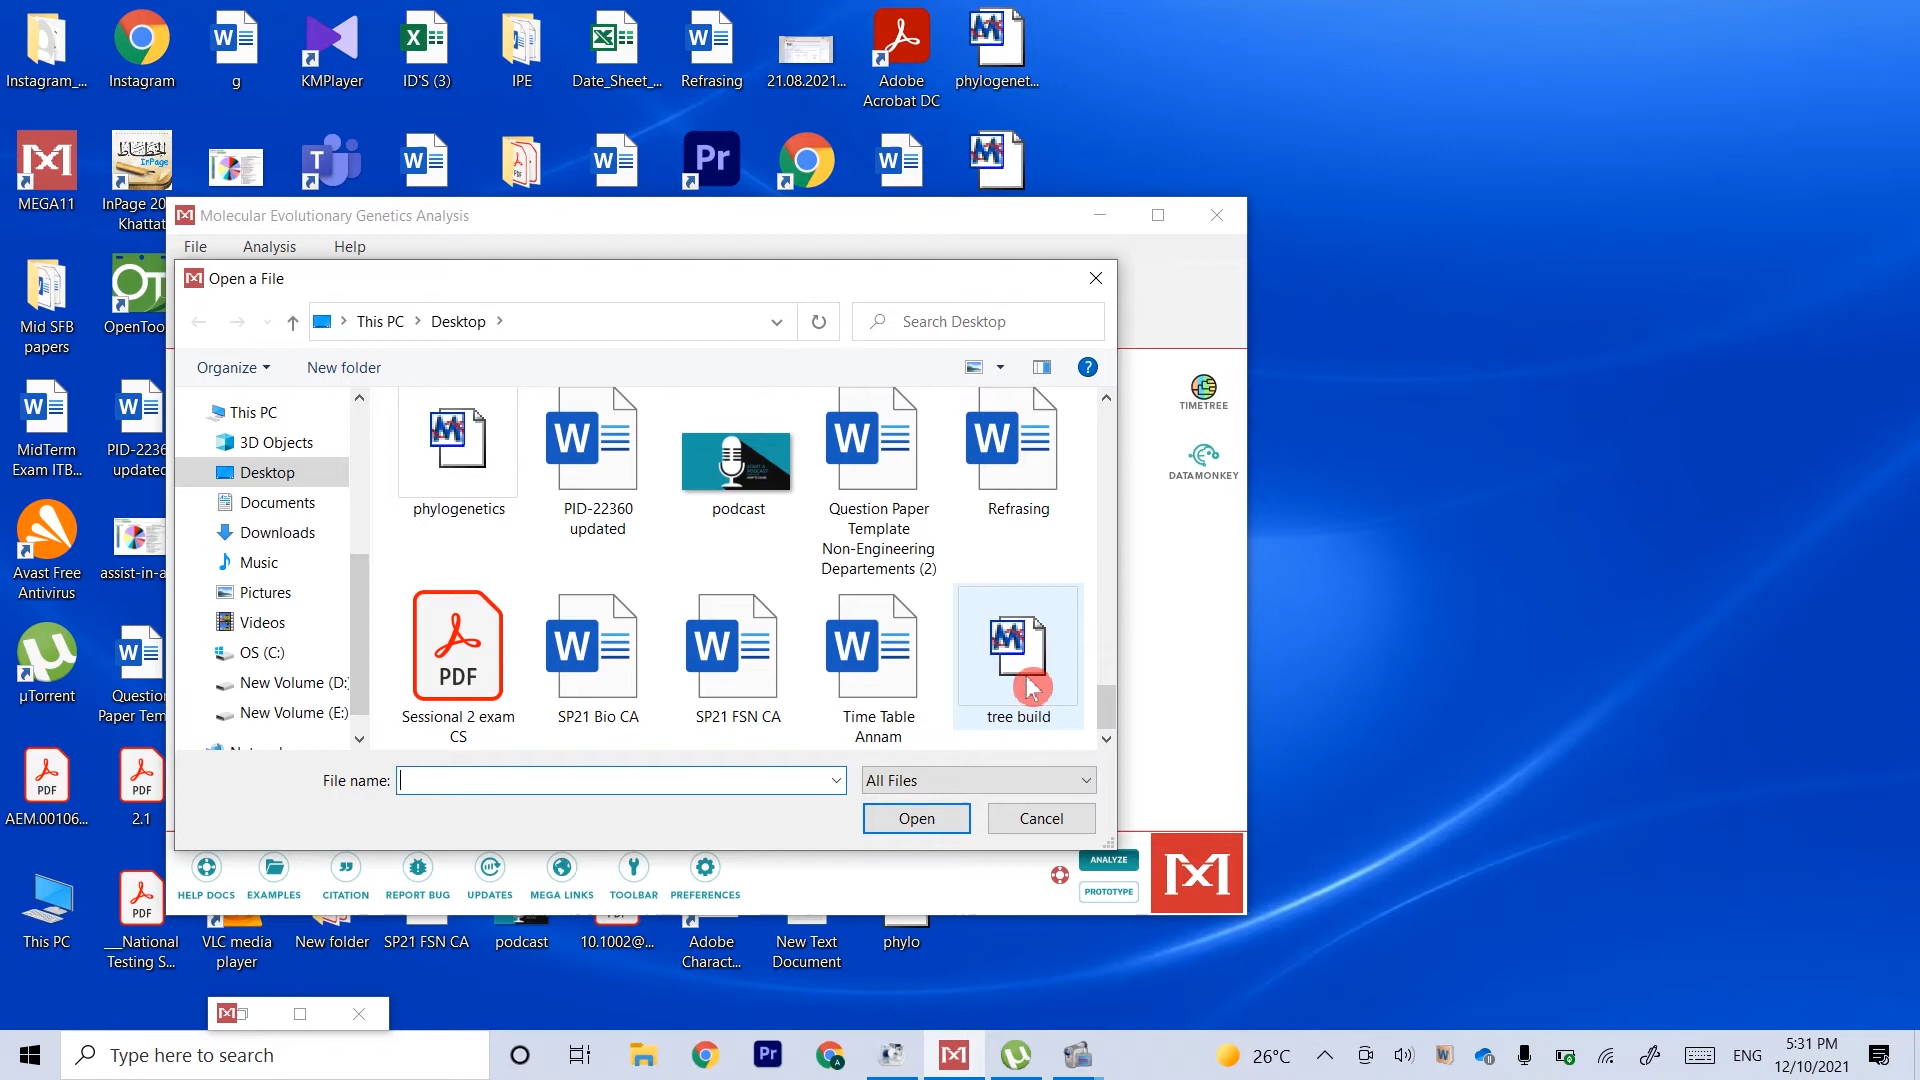 Instagram_...
Instagram
g
KMPlayer
ID'S (3)
IPE
Date_Sheet_...
Refrasing
21.08.2021...
Adobe
Acrobat DC
phylogenet...
MEGA11
InPage 20
Khattat
Mid SFB
papers
OpenToo
MidTerm
Exam ITB...
PID-2236
updated
Avast Free
Antivirus
assist-in-a
µTorrent
Question
Paper Tem
AEM.00106...
2.1
This PC
___National
Testing S...
VLC media
player
New folder
SP21 FSN CA
podcast
10.1002@...
Adobe
Charact...
New Text
Document
phylo
Molecular Evolutionary Genetics Analysis
File
Analysis
Help
Open a File
This PC
Desktop
Search Desktop
Organize
New folder
This PC
3D Objects
Desktop
Documents
Downloads
Music
Pictures
Videos
OS (C:)
New Volume (D:)
New Volume (E:)
phylogenetics
PID-22360
updated
podcast
Question Paper
Template
Non-Engineering
Departements (2)
Refrasing
PDF
Sessional 2 exam
CS
SP21 Bio CA
SP21 FSN CA
Time Table
Annam
tree build
File name:
All Files
Open
Cancel
TIMETREE
DATAMONKEY
HELP DOCS
EXAMPLES
CITATION
REPORT BUG
UPDATES
MEGA LINKS
TOOLBAR
PREFERENCES
ANALYZE
PROTOTYPE
Type here to search
26°C
ENG
5:31 PM
12/10/2021